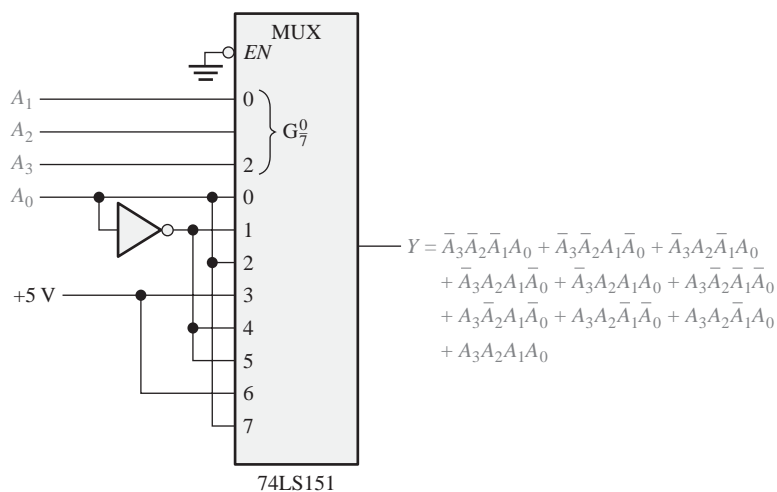 MUX
EN
A₁ 0
A₂ G 0/7
A₃ 2
A₀ 0
1
2
+5 V 3
4
5
6
7
Y = A̅₃A̅₂A̅₁A₀ + A̅₃A̅₂A₁A̅₀ + A̅₃A₂A̅₁A₀
+ A̅₃A₂A₁A̅₀ + A̅₃A₂A₁A₀ + A₃A̅₂A̅₁A̅₀
+ A₃A̅₂A₁A̅₀ + A₃A₂A̅₁A̅₀ + A₃A₂A̅₁A₀
+ A₃A₂A₁A₀
74LS151